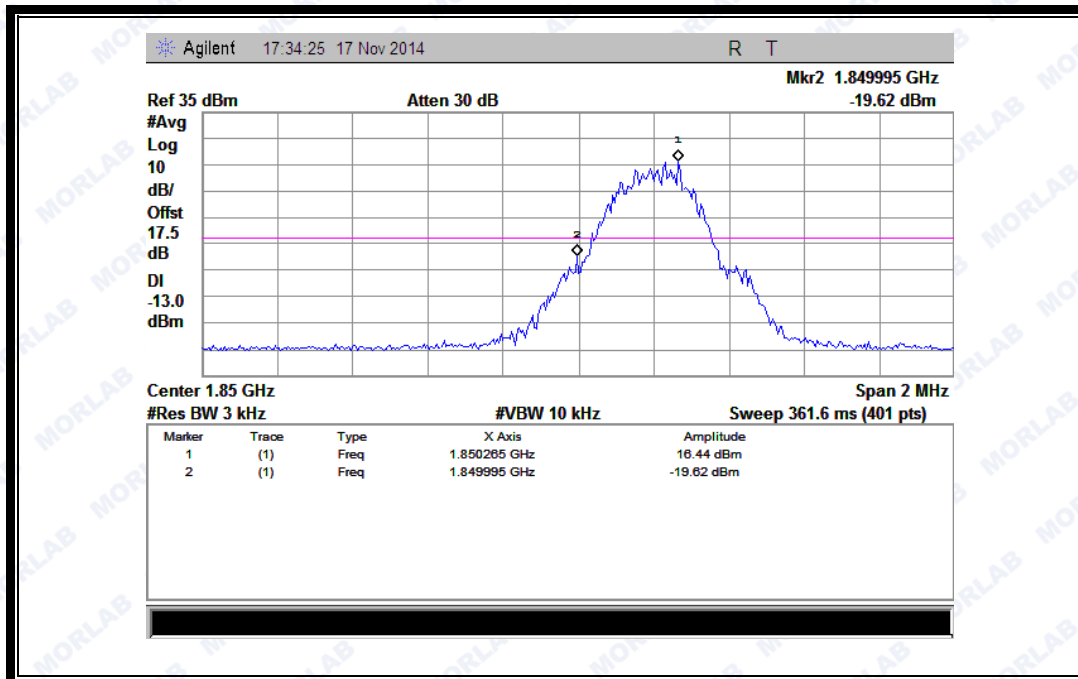 Agilent 17:34:25 17 Nov 2014 R T
Mkr2 1.849995 GHz
Ref 35 dBm Atten 30 dB -19.62 dBm
#Avg
Log
10
dB/
Offst
17.5
dB
DI
-13.0
dBm
1
2
Center 1.85 GHz Span 2 MHz
#Res BW 3 kHz #VBW 10 kHz Sweep 361.6 ms (401 pts)
Marker Trace Type X Axis Amplitude
1 (1) Freq 1.850265 GHz 16.44 dBm
2 (1) Freq 1.849995 GHz -19.62 dBm
MORLAB